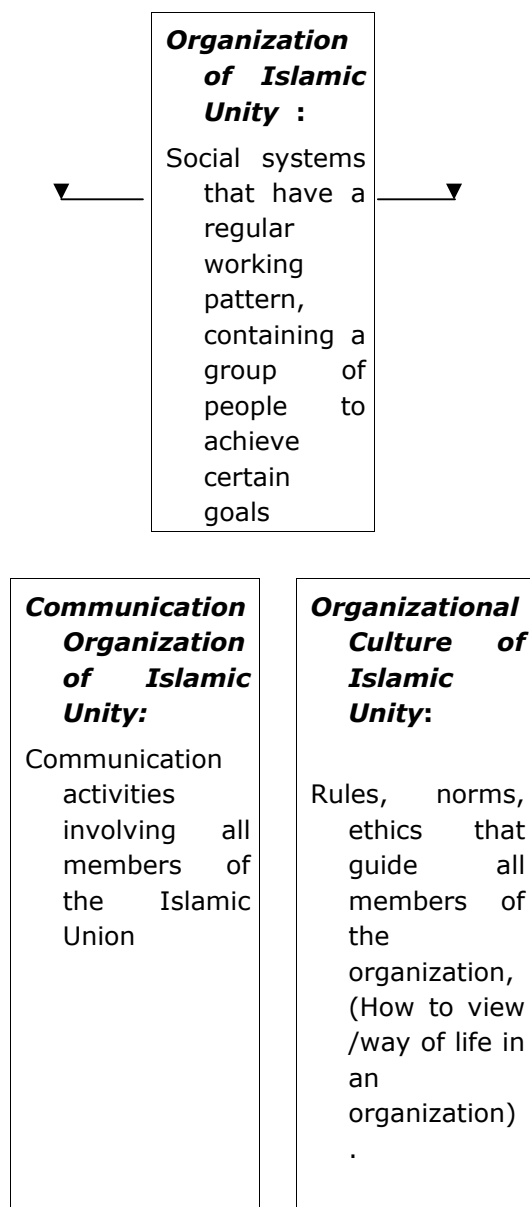 Organization
of Islamic
Unity :
Social systems
that have a
regular
working
pattern,
containing a
group of
people to
achieve
certain
goals
Communication
Organization
of Islamic
Unity:
Communication
activities
involving all
members of
the Islamic
Union
Organizational
Culture of
Islamic
Unity:
Rules, norms,
ethics that
guide all
members of
the
organization,
(How to view
/way of life in
an
organization)
.